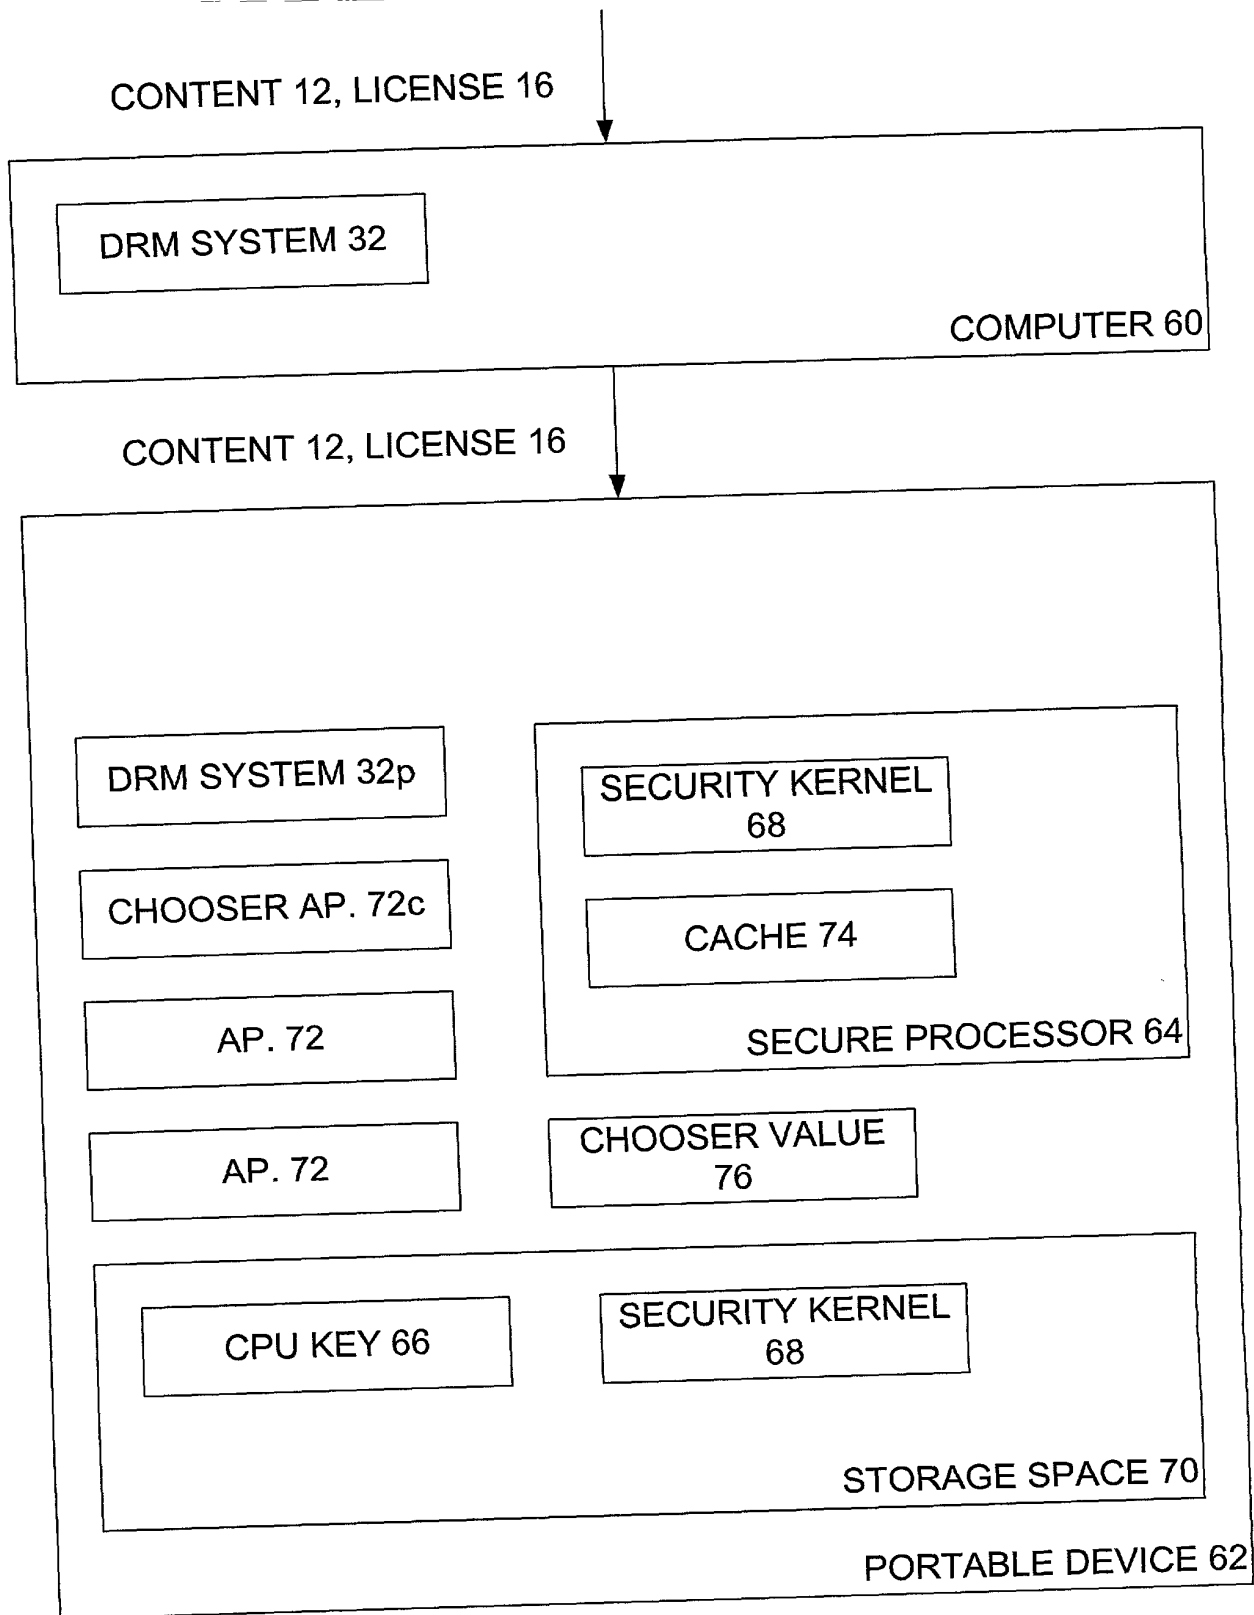 CONTENT 12, LICENSE 16
DRM SYSTEM 32
COMPUTER 60
CONTENT 12, LICENSE 16
DRM SYSTEM 32p
SECURITY KERNEL
68
CHOOSER AP. 72c
CACHE 74
AP. 72
SECURE PROCESSOR 64
AP. 72
CHOOSER VALUE
76
CPU KEY 66
SECURITY KERNEL
68
STORAGE SPACE 70
PORTABLE DEVICE 62